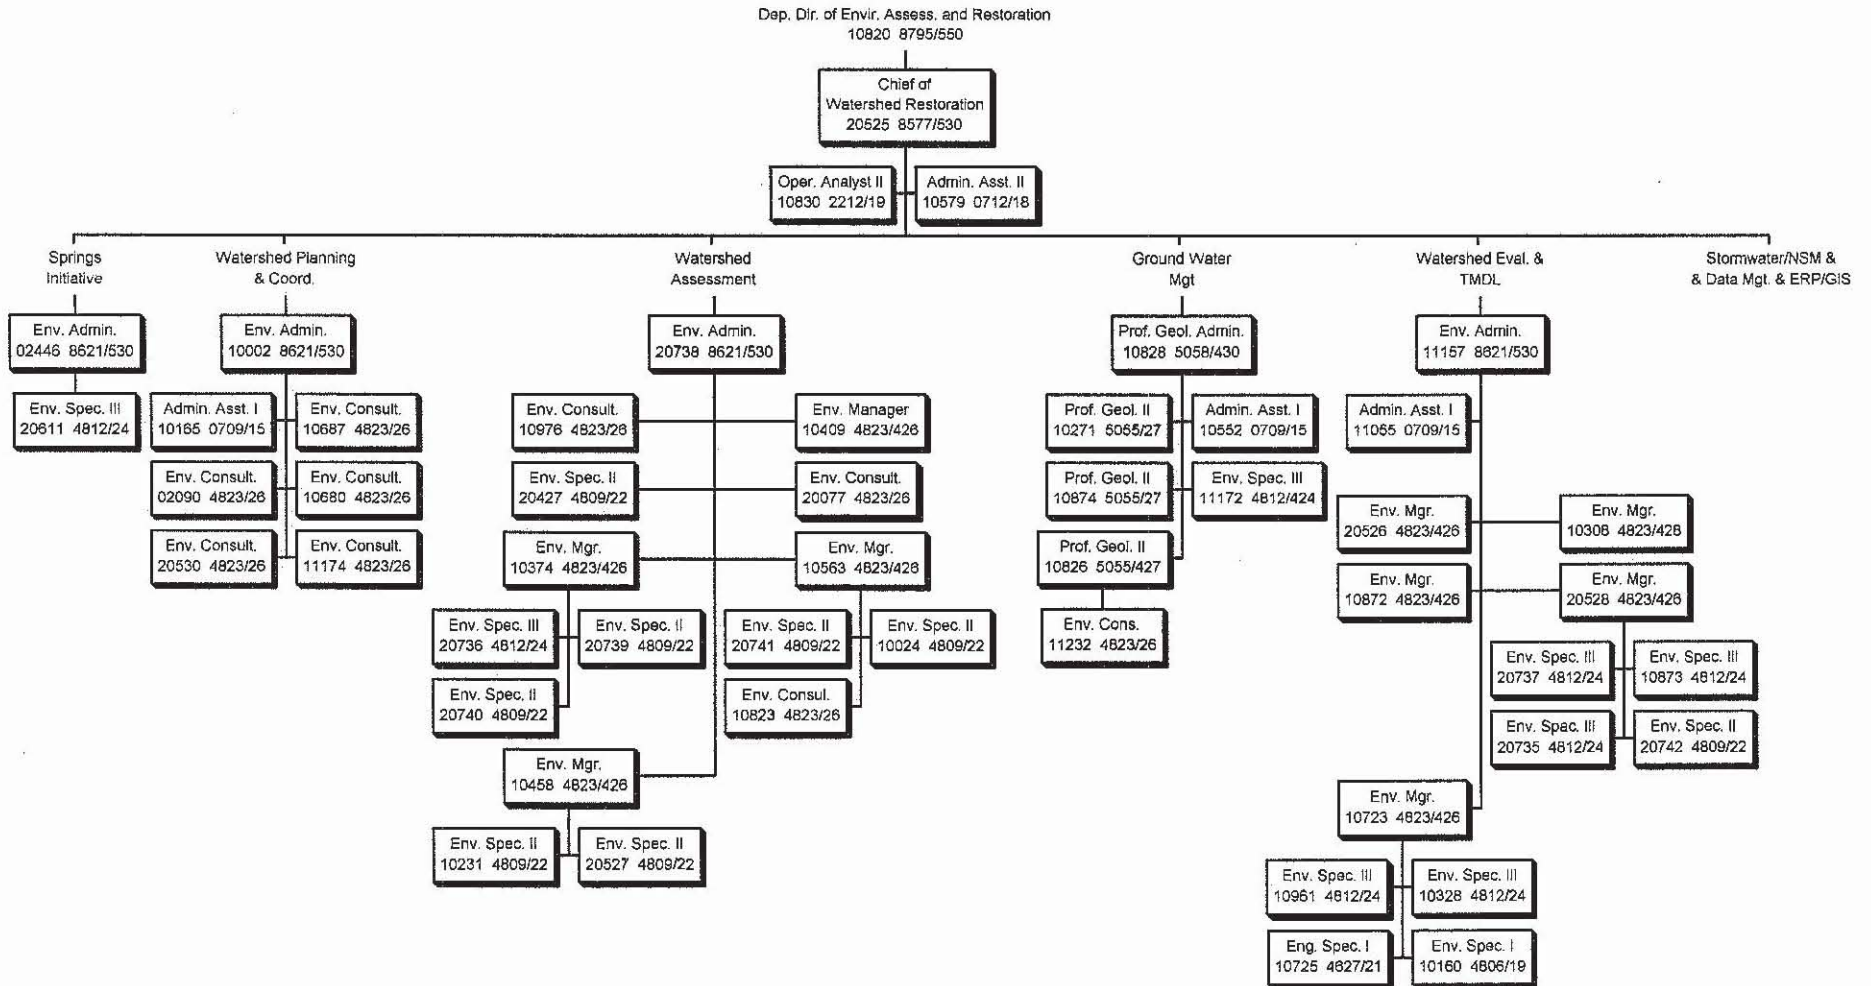 Dep. Dir. of Envir. Assess. and Restoration
10820 8795/550
Chief of
Watershed Restoration
20525 8577/530
Oper. Analyst II
10830 2212/19
Admin. Asst. II
10579 0712/18
Springs
Initiative
Env. Admin.
02446 8621/530
Env. Spec. III
20611 4812/24
Watershed Planning
& Coord.
Env. Admin.
10002 8621/530
Admin. Asst. I
10165 0709/15
Env. Consult.
10687 4823/26
Env. Consult.
02090 4823/26
Env. Consult.
10680 4823/26
Env. Consult.
20530 4823/26
Env. Consult.
11174 4823/26
Watershed
Assessment
Env. Admin.
20738 8621/530
Env. Consult.
10976 4823/26
Env. Manager
10409 4823/426
Env. Spec. II
20427 4809/22
Env. Consult.
20077 4823/26
Env. Mgr.
10374 4823/426
Env. Mgr.
10563 4823/426
Env. Spec. III
20736 4812/24
Env. Spec. II
20739 4809/22
Env. Spec. II
20740 4809/22
Env. Spec. II
20741 4809/22
Env. Spec. II
10024 4809/22
Env. Consul.
10823 4823/26
Env. Mgr.
10458 4823/426
Env. Spec. II
10231 4809/22
Env. Spec. II
20527 4809/22
Ground Water
Mgt
Prof. Geol. Admin.
10828 5058/430
Prof. Geol. II
10271 5055/27
Admin. Asst. I
10552 0709/15
Prof. Geol. II
10874 5055/27
Env. Spec. III
11172 4812/424
Prof. Geol. II
10826 5055/427
Env. Cons.
11232 4823/26
Watershed Eval. &
TMDL
Env. Admin.
11157 8621/530
Admin. Asst. I
11055 0709/15
Env. Mgr.
20526 4823/426
Env. Mgr.
10308 4823/426
Env. Mgr.
10872 4823/426
Env. Mgr.
20528 4823/426
Env. Spec. III
20737 4812/24
Env. Spec. III
10873 4812/24
Env. Spec. III
20735 4812/24
Env. Spec. II
20742 4809/22
Env. Mgr.
10723 4823/426
Env. Spec. III
10961 4812/24
Env. Spec. III
10328 4812/24
Eng. Spec. I
10725 4627/21
Env. Spec. I
10160 4806/19
Stormwater/NSM &
& Data Mgt. & ERP/GIS